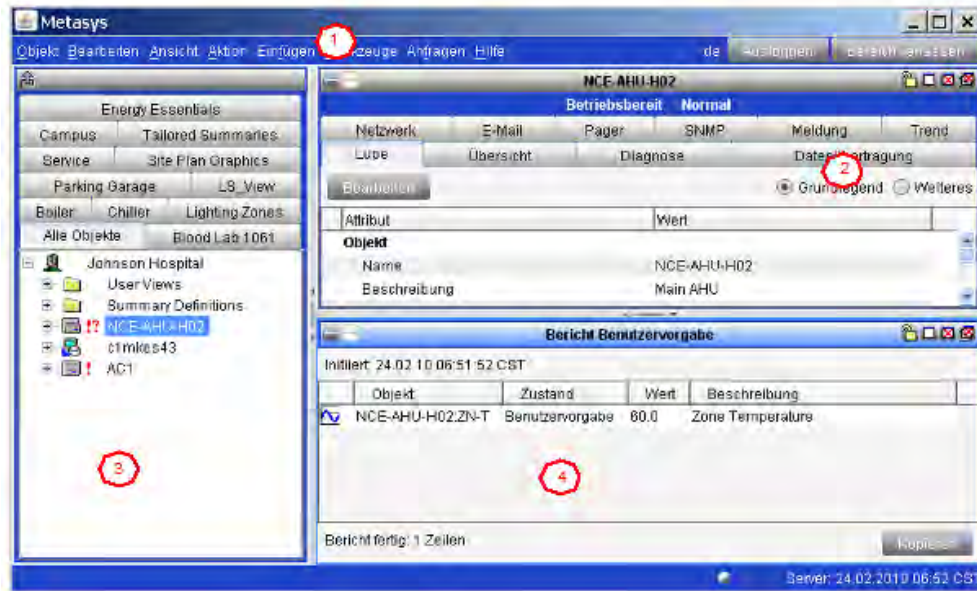 Metasys
Objekt Bearbeiten Ansicht Aktion Einfügen 1 Anfragen Hilfe de Ausloggen
NCE-AHU-H02
Betriebsbereit Normal
Energy Essentials
Campus Tailored Summaries
Service Site Plan Graphics
Parking Garage LS_View
Boiler Chiller Lighting Zones
Alle Objekte Blood Lab 1061
Johnson Hospital
User Views
Summary Definitions
!? NCE-AHU-H02
c1mkes43
! AC1
3
Netzwerk E-Mail Pager SNMP Meldung Trend
Lupe Übersicht Diagnose Datenübertragung
2
Bearbeiten Grundlegend Weiteres
Attribut Wert
Objekt
Name NCE-AHU-H02
Beschreibung Main AHU
Bericht Benutzervorgabe
Initiiert: 24.02.10 06:51:52 CST
Objekt Zustand Wert Beschreibung
NCE-AHU-H02:ZN-T Benutzervorgabe 60.0 Zone Temperature
4
Bericht fertig: 1 Zeilen Kopieren
Server: 24.02.2010 06:52 CST